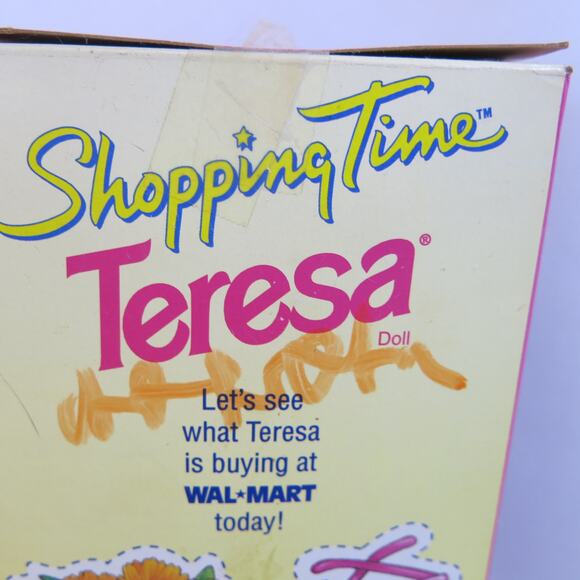 Shopping Time™
Teresa®
Doll
Let's see
what Teresa
is buying at
WAL★MART
today!